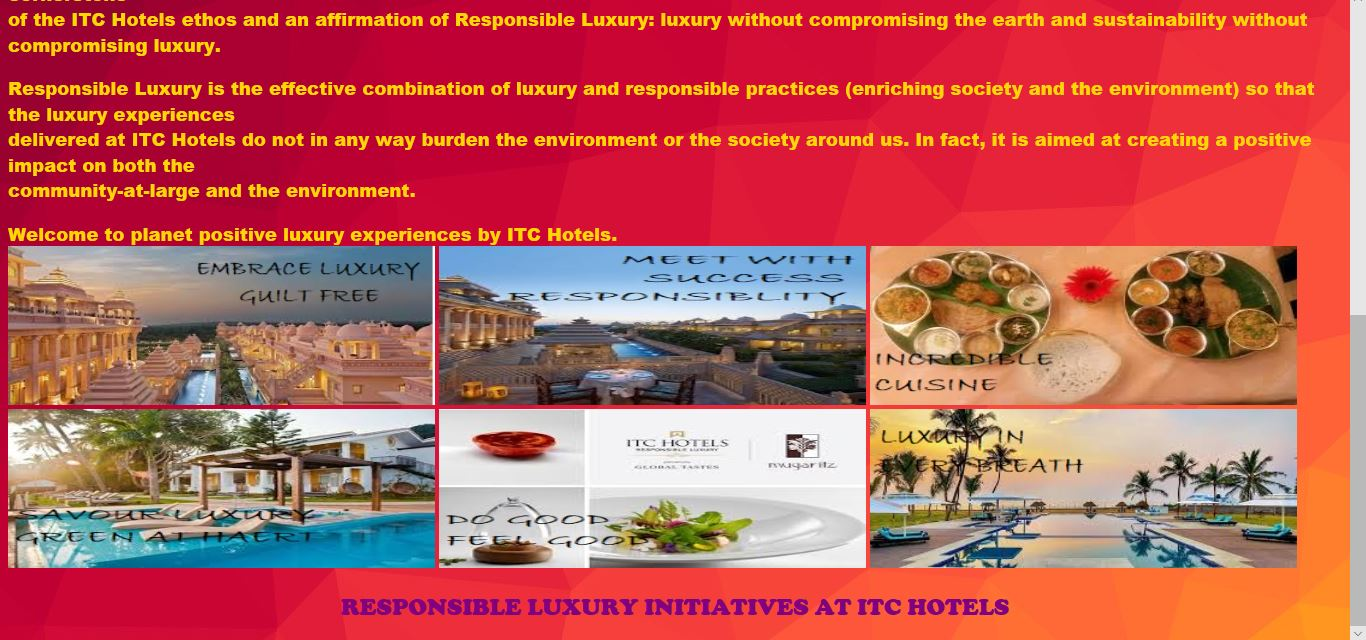 of the ITC Hotels ethos and an affirmation of Responsible Luxury: luxury without compromising the earth and sustainability without
compromising luxury.
Responsible Luxury is the effective combination of luxury and responsible practices (enriching society and the environment) so that
the luxury experiences
delivered at ITC Hotels do not in any way burden the environment or the society around us. In fact, it is aimed at creating a positive
impact on both the
community-at-large and the environment.
Welcome to planet positive luxury experiences by ITC Hotels.
EMBRACE LUXURY
GUILT FREE
MEET WITH
SUCCESS
RESPONSIBLITY
INCREDIBLE
CUISINE
SAVOUR LUXURY
GREEN AT HAERT
ITC HOTELS
RESPONSIBLE LUXURY
GLOBAL TASTES
mugaritz
DO GOOD
FEEL GOOD
LUXURY IN
EVERY BREATH
RESPONSIBLE LUXURY INITIATIVES AT ITC HOTELS